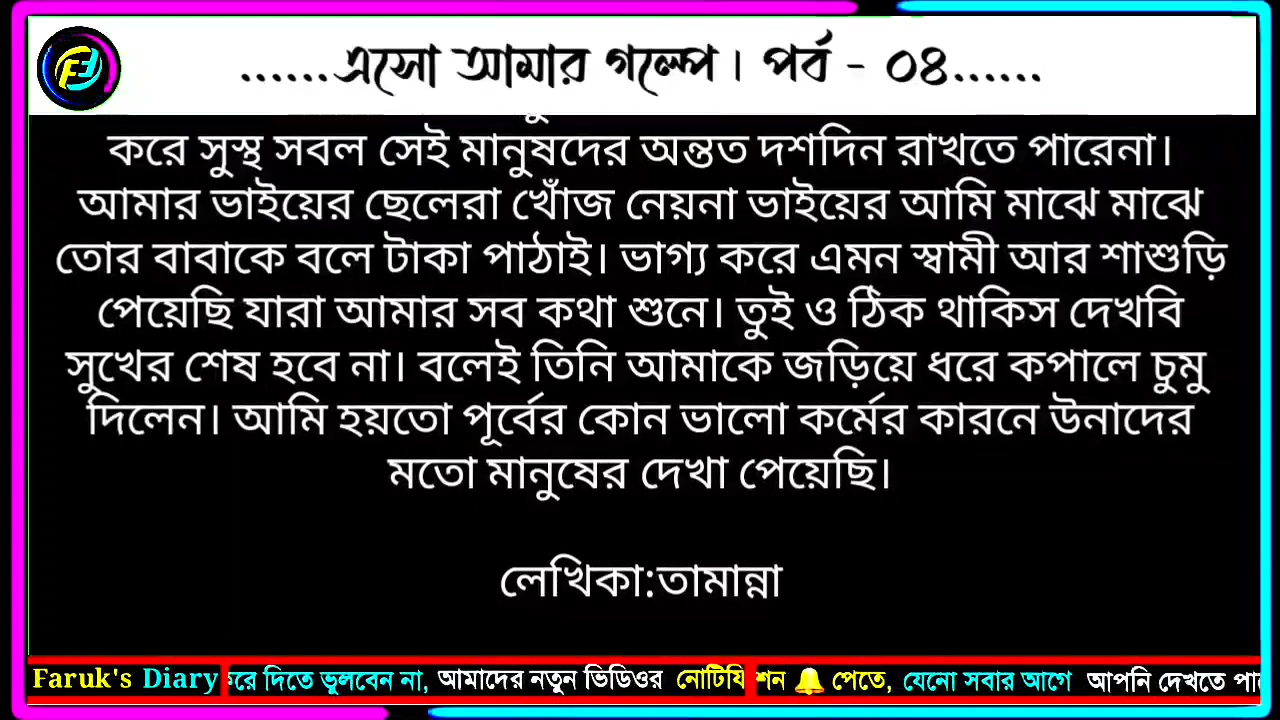 ......এসো আমার গল্পে। পর্ব - ০৪......
করে সুস্থ সবল সেই মানুষদের অন্তত দশদিন রাখতে পারেনা।
আমার ভাইয়ের ছেলেরা খোঁজ নেয়না ভাইয়ের আমি মাঝে মাঝে
তোর বাবাকে বলে টাকা পাঠাই। ভাগ্য করে এমন স্বামী আর শাশুড়ি
পেয়েছি যারা আমার সব কথা শুনে। তুই ও ঠিক থাকিস দেখবি
সুখের শেষ হবে না। বলেই তিনি আমাকে জড়িয়ে ধরে কপালে চুমু
দিলেন। আমি হয়তো পূর্বের কোন ভালো কর্মের কারনে উনাদের
মতো মানুষের দেখা পেয়েছি।
লেখিকা:তামান্না
Faruk's Diary দিতে ভুলবেন না, আমাদের নতুন ভিডিওর নোটিফি শন 🔔 পেতে, যেনো সবার আগে আপনি দেখতে